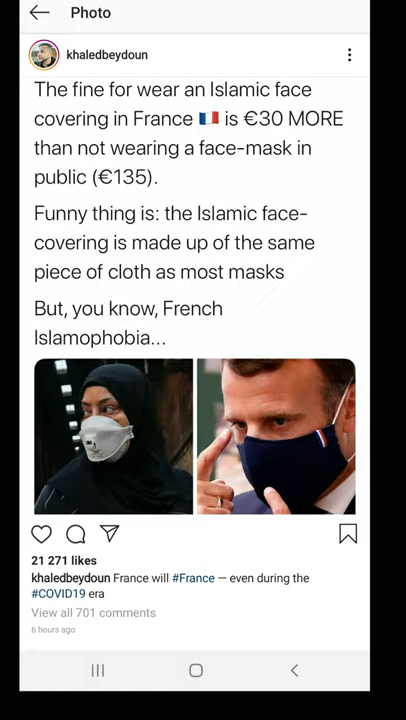 Photo
khaledbeydoun
The fine for wear an Islamic face
covering in France 🇫🇷 is €30 MORE
than not wearing a face-mask in
public (€135).
Funny thing is: the Islamic face-
covering is made up of the same
piece of cloth as most masks
But, you know, French
Islamophobia...
21 271 likes
khaledbeydoun France will #France — even during the
#COVID19 era
View all 701 comments
6 hours ago